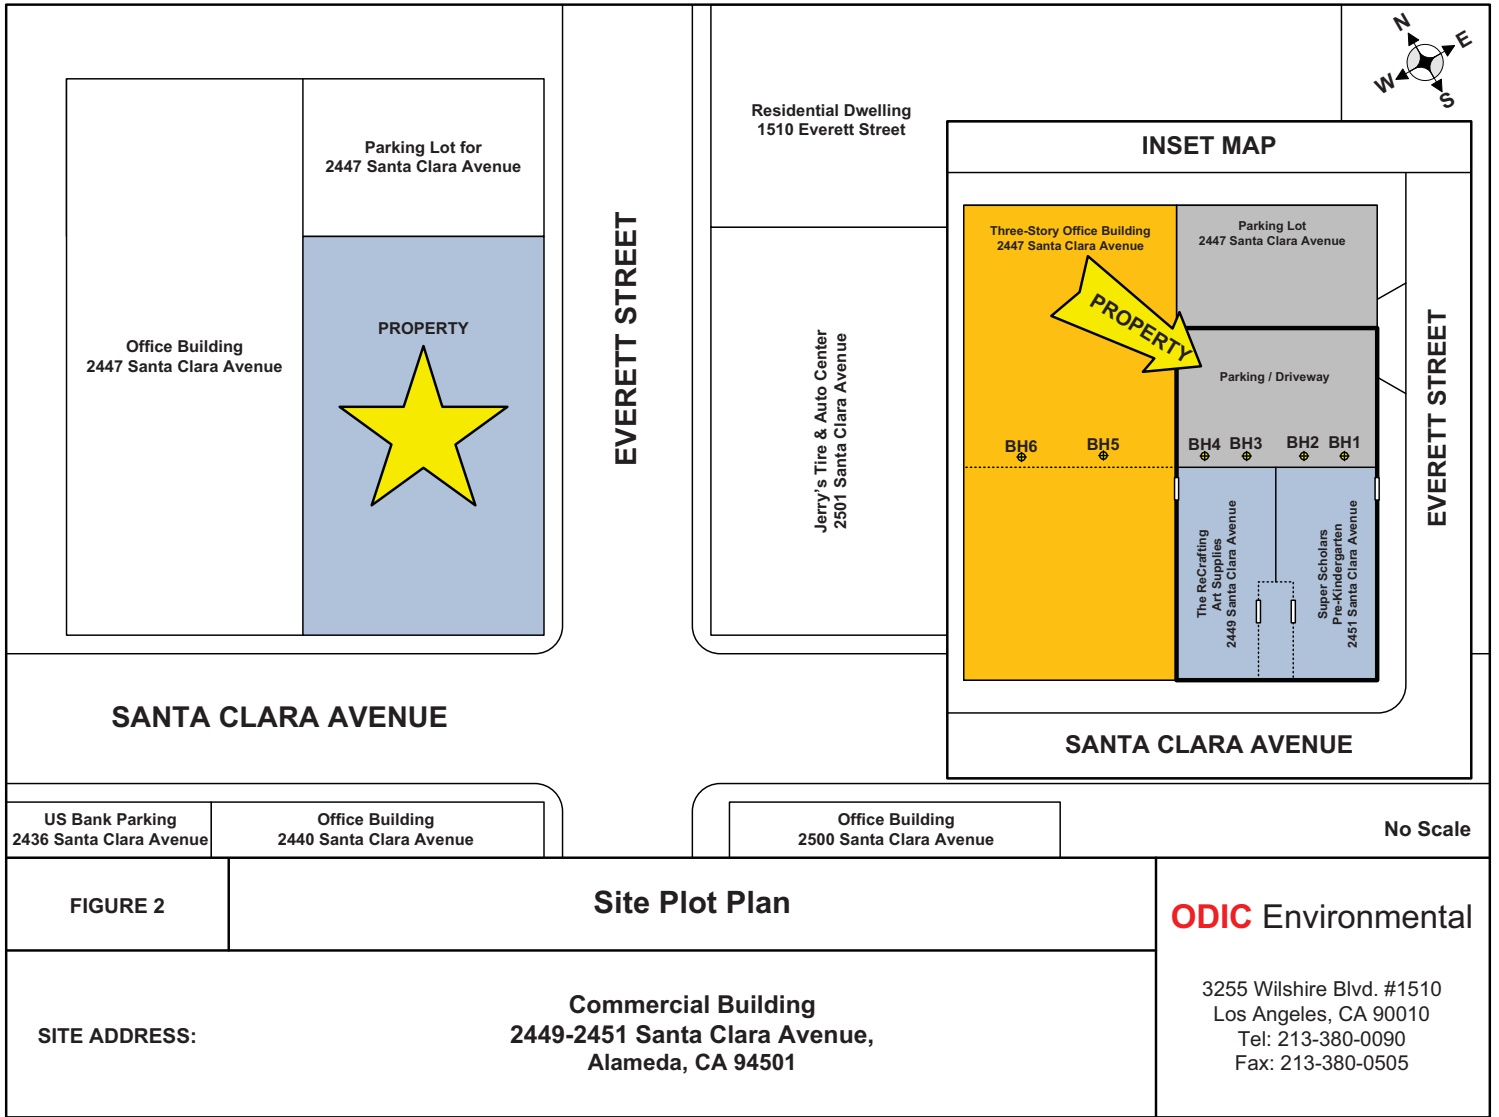 N
E
W
S
Parking Lot for
2447 Santa Clara Avenue
Office Building
2447 Santa Clara Avenue
PROPERTY
EVERETT STREET
Residential Dwelling
1510 Everett Street
Jerry's Tire & Auto Center
2501 Santa Clara Avenue
INSET MAP
Three-Story Office Building
2447 Santa Clara Avenue
Parking Lot
2447 Santa Clara Avenue
PROPERTY
Parking / Driveway
BH6
BH5
BH4
BH3
BH2
BH1
The ReCrafting
Art Supplies
2449 Santa Clara Avenue
Super Scholars
Pre-Kindergarten
2451 Santa Clara Avenue
EVERETT STREET
SANTA CLARA AVENUE
SANTA CLARA AVENUE
US Bank Parking
2436 Santa Clara Avenue
Office Building
2440 Santa Clara Avenue
Office Building
2500 Santa Clara Avenue
No Scale
FIGURE 2
Site Plot Plan
ODIC Environmental
3255 Wilshire Blvd. #1510
Los Angeles, CA 90010
Tel: 213-380-0090
Fax: 213-380-0505
SITE ADDRESS:
Commercial Building
2449-2451 Santa Clara Avenue,
Alameda, CA 94501